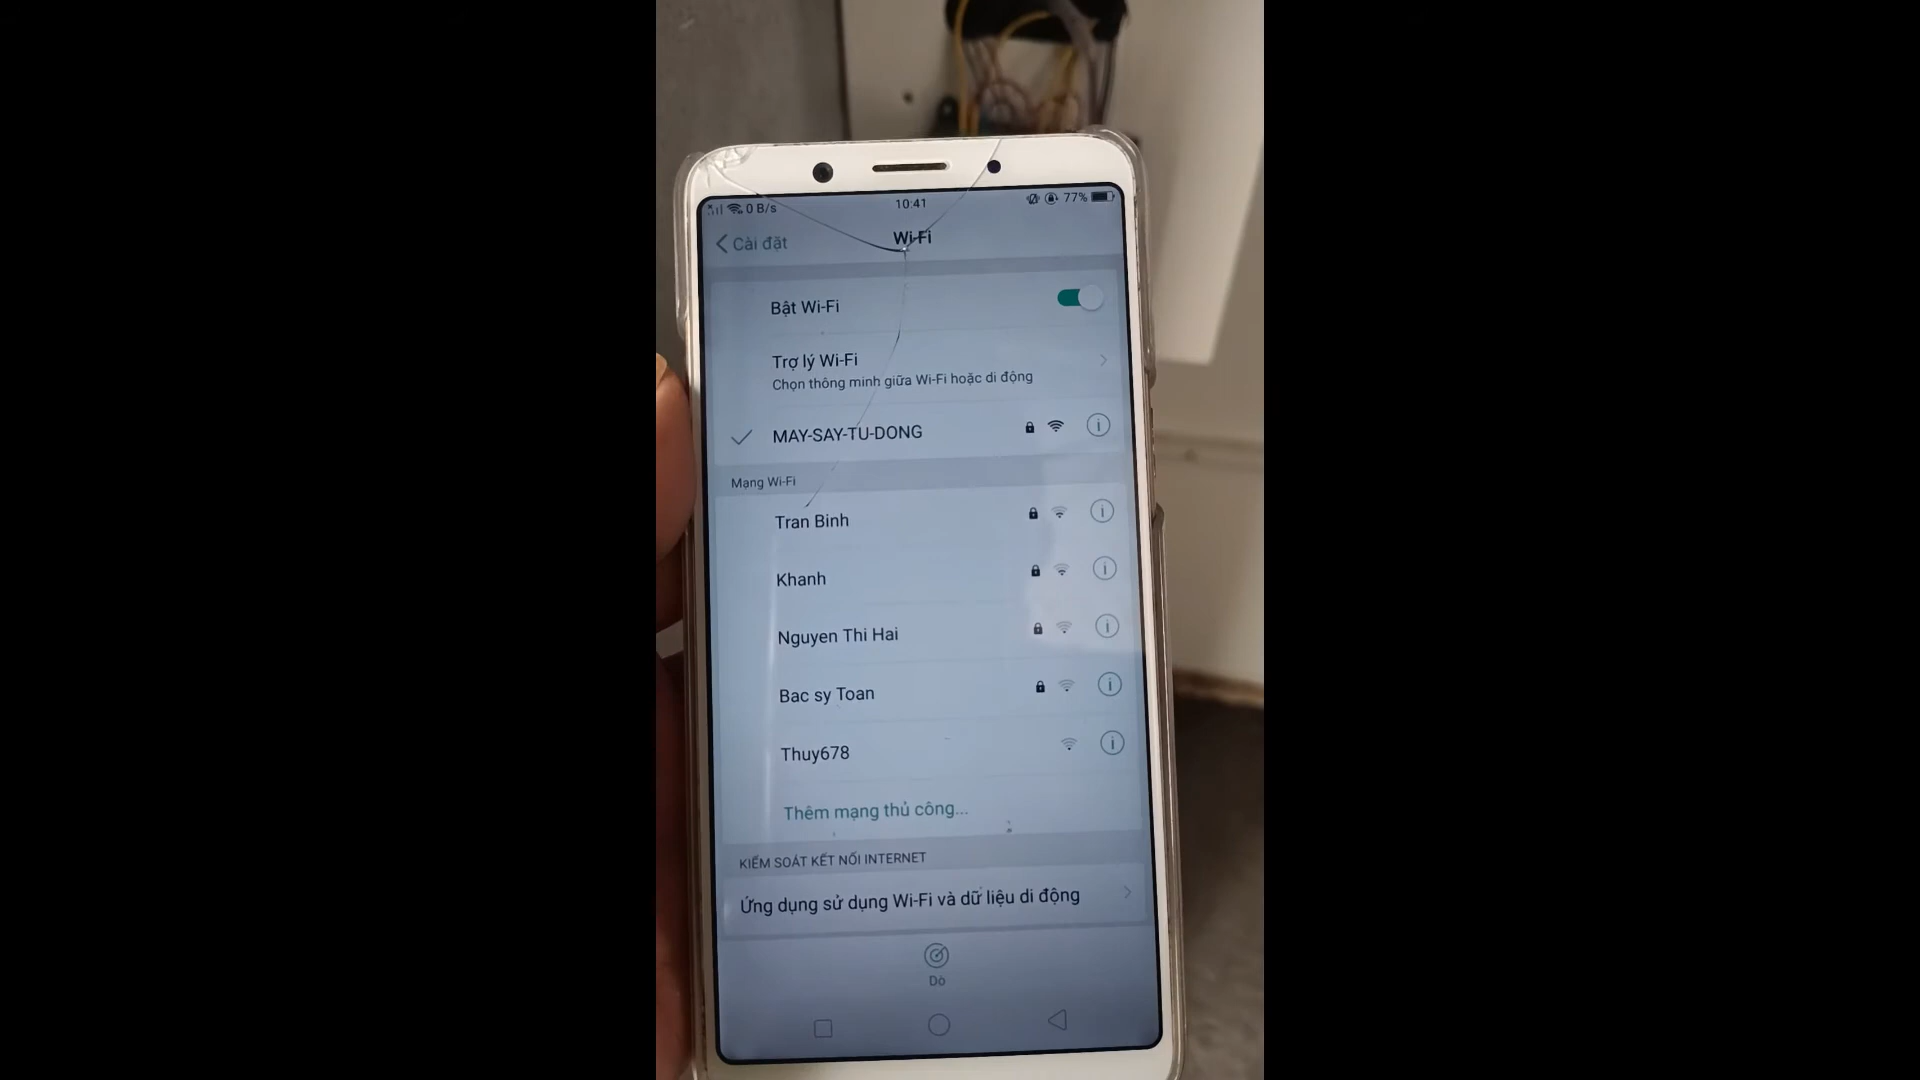 0 B/s 10:41 77%
Cài đặt Wi-Fi
Bật Wi-Fi
Trợ lý Wi-Fi
Chọn thông minh giữa Wi-Fi hoặc di động
MAY-SAY-TU-DONG
Mạng Wi-Fi
Tran Binh
Khanh
Nguyen Thi Hai
Bac sy Toan
Thuy678
Thêm mạng thủ công...
KIỂM SOÁT KẾT NỐI INTERNET
Ứng dụng sử dụng Wi-Fi và dữ liệu di động
Dò